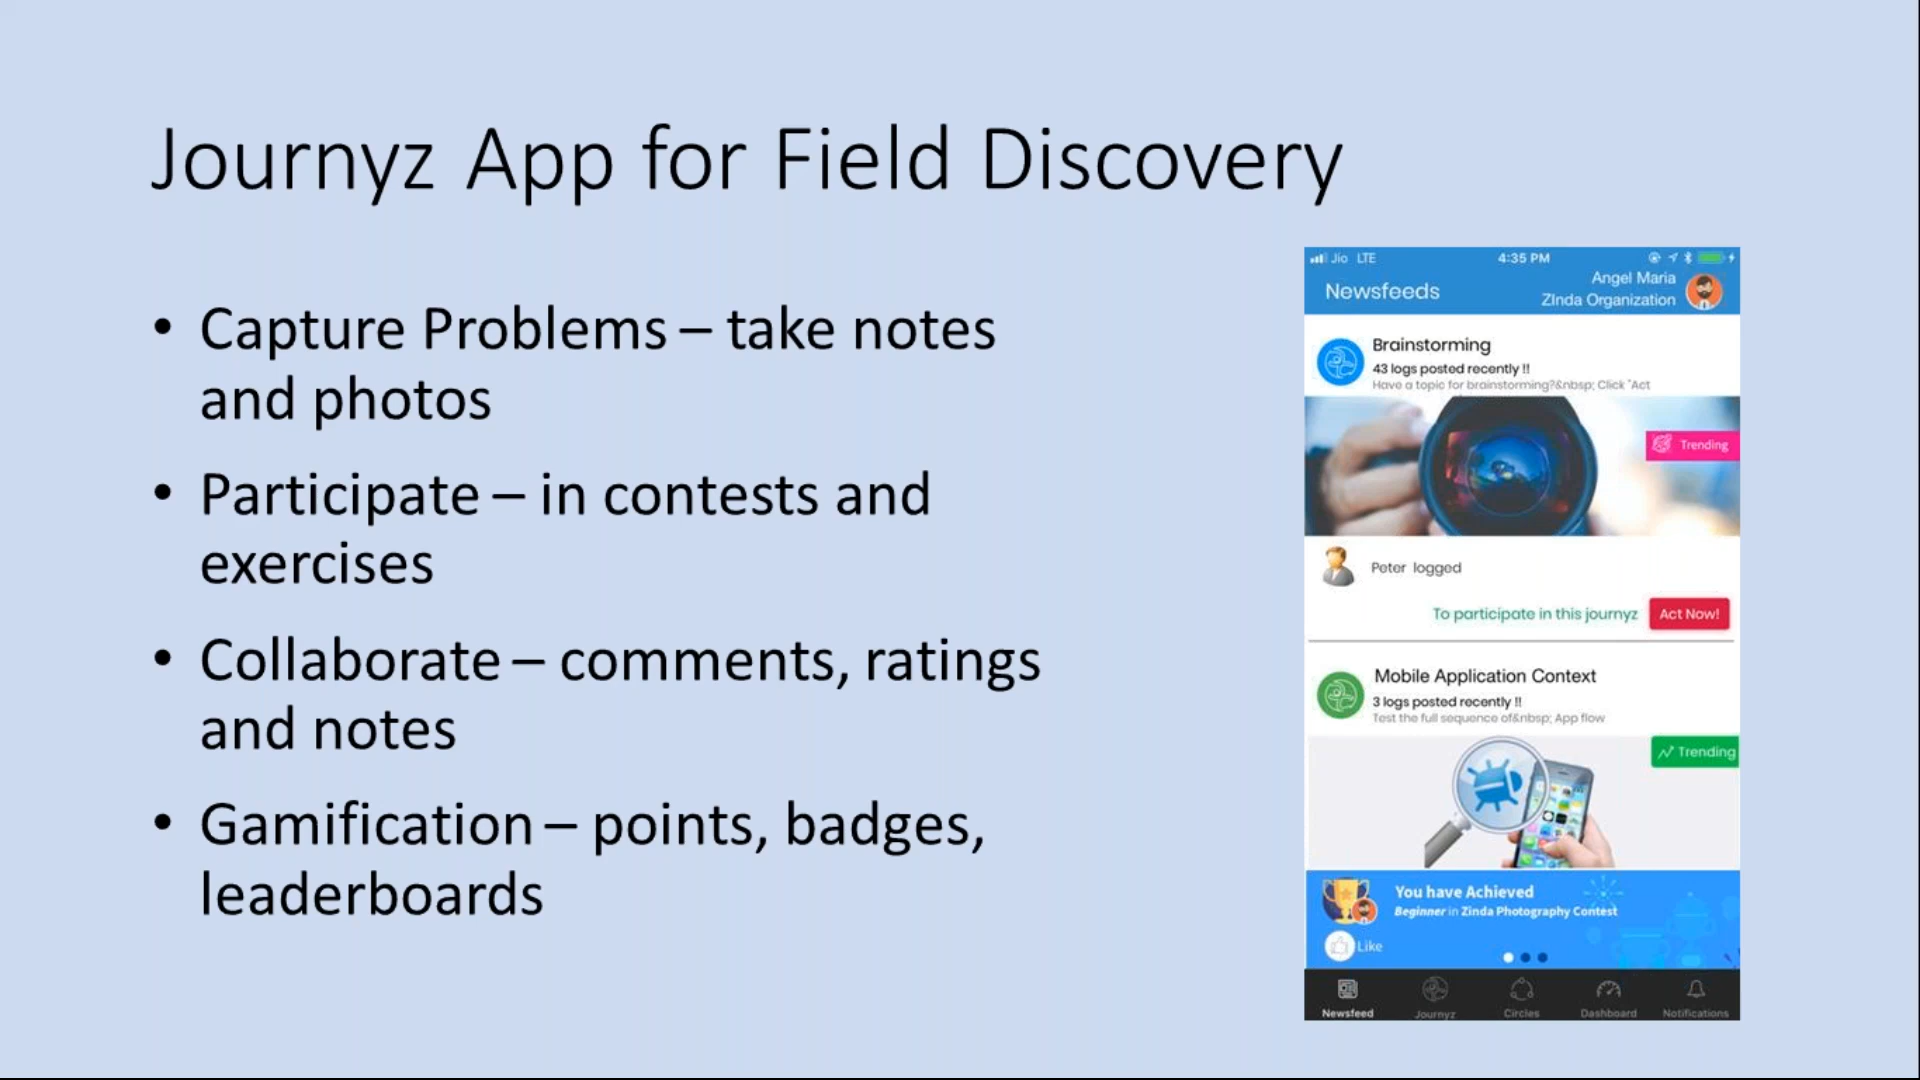 Journyz App for Field Discovery
• Capture Problems – take notes
and photos
• Participate – in contests and
exercises
• Collaborate – comments, ratings
and notes
• Gamification – points, badges,
leaderboards
Jio LTE 4:35 PM
Angel Maria
Newsfeeds
ZInda Organization
Brainstorming
43 logs posted recently !!
Have a topic for brainstorming?&nbsp; Click "Act
Trending
Peter logged
To participate in this journyz Act Now!
Mobile Application Context
3 logs posted recently !!
Test the full sequence of&nbsp; App flow
Trending
You have Achieved
Beginner in Zinda Photography Contest
Like
Newsfeed Journyz Circles Dashboard Notifications